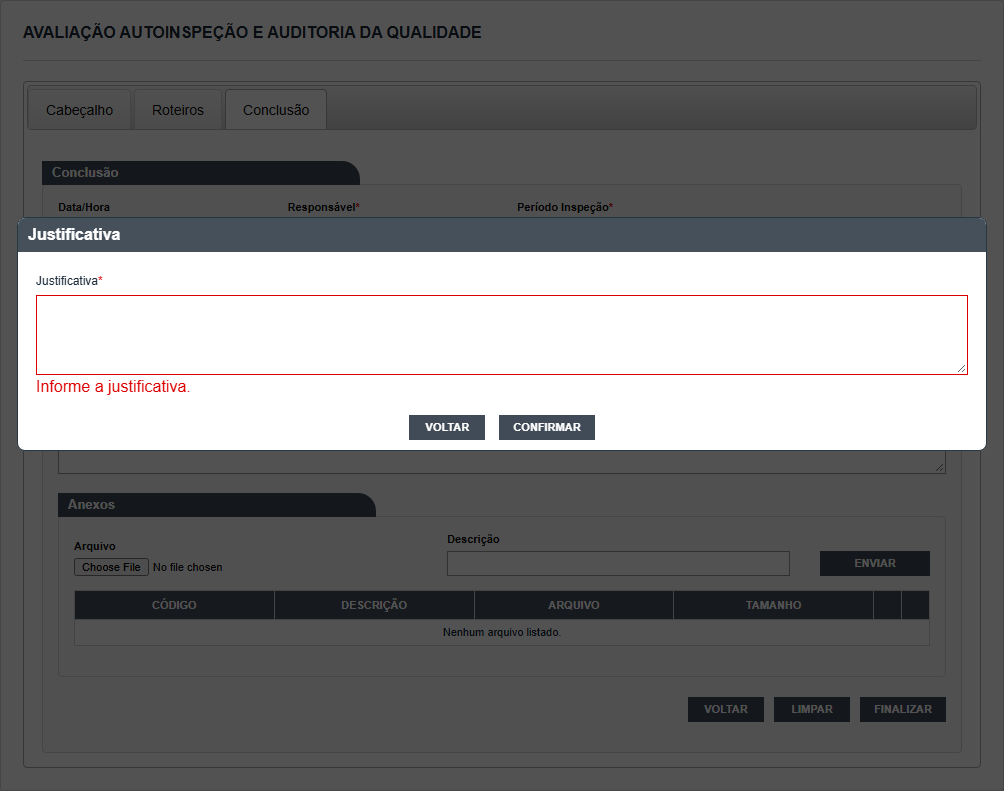 AVALIAÇÃO AUTOINSPEÇÃO E AUDITORIA DA QUALIDADE
Cabeçalho Roteiros Conclusão
Conclusão
Data/Hora Responsável* Período Inspeção*
Justificativa
Justificativa*
Informe a justificativa.
VOLTAR CONFIRMAR
Anexos
Arquivo Descrição
Choose File No file chosen ENVIAR
CÓDIGO DESCRIÇÃO ARQUIVO TAMANHO
Nenhum arquivo listado.
VOLTAR LIMPAR FINALIZAR